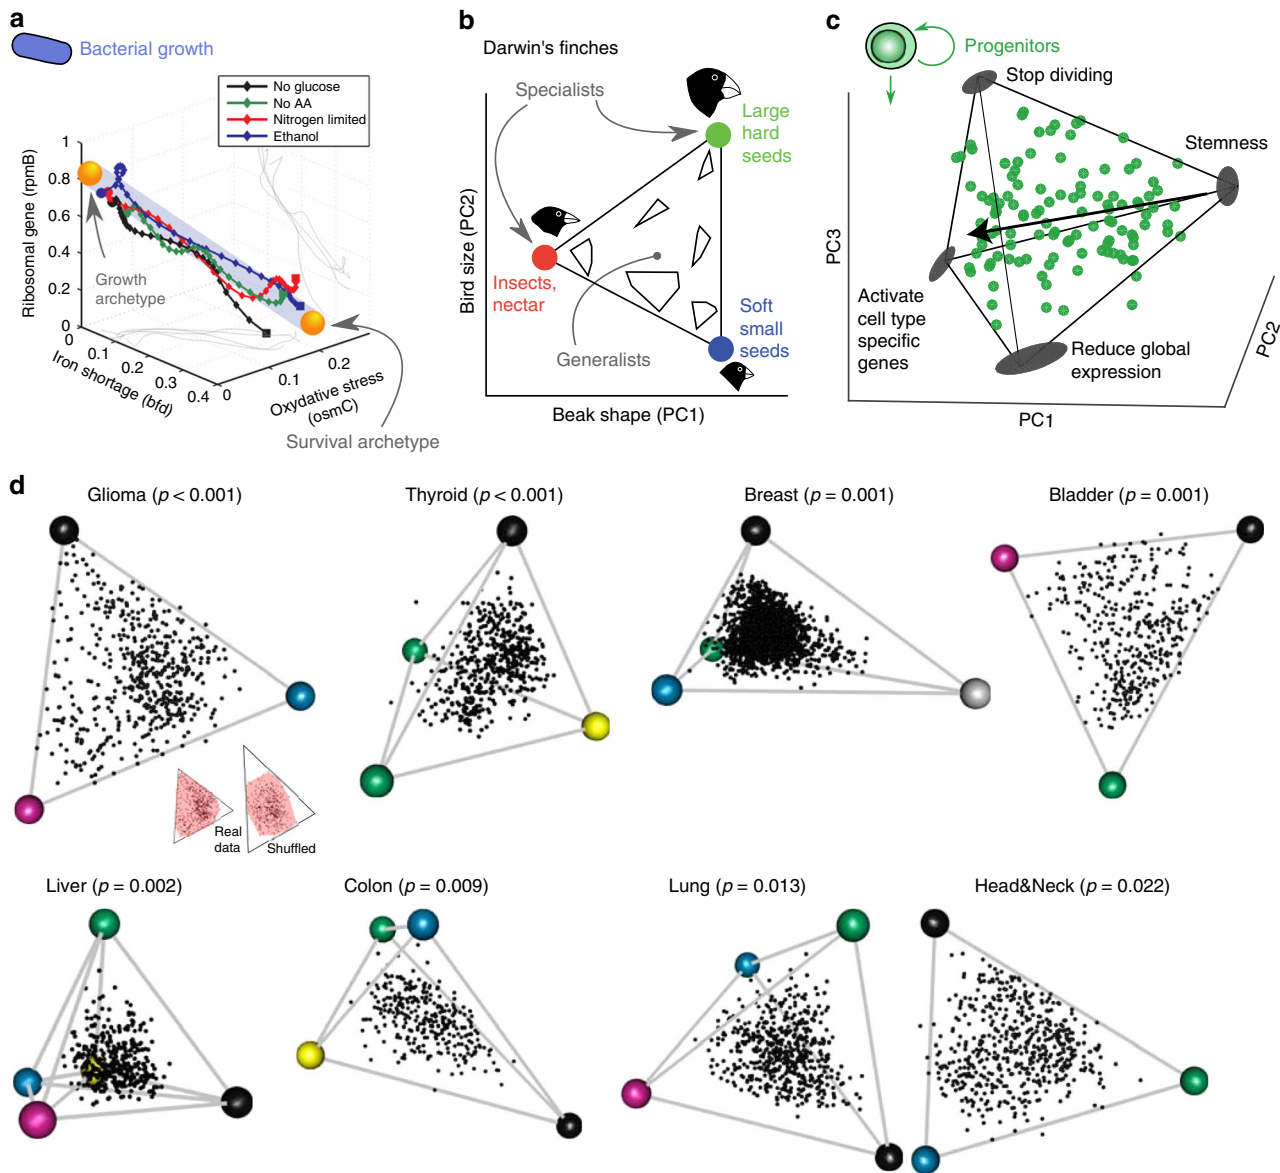 a
Bacterial growth
No glucose
No AA
Nitrogen limited
Ethanol
Ribosomal gene (rpmB)
1
0.8
0.6
0.4
0.2
0
Growth
archetype
0
0.1
0.2
0.3
0.4
Iron shortage (bfd)
0
0.1
0.2
Oxydative stress
(osmC)
Survival archetype
b
Darwin's finches
Specialists
Large
hard
seeds
Insects,
nectar
Soft
small
seeds
Generalists
Bird size (PC2)
Beak shape (PC1)
c
Progenitors
Stop dividing
Stemness
Activate
cell type
specific
genes
Reduce global
expression
PC3
PC1
PC2
d
Glioma (p < 0.001)
Thyroid (p < 0.001)
Breast (p = 0.001)
Bladder (p = 0.001)
Real
data
Shuffled
Liver (p = 0.002)
Colon (p = 0.009)
Lung (p = 0.013)
Head&Neck (p = 0.022)